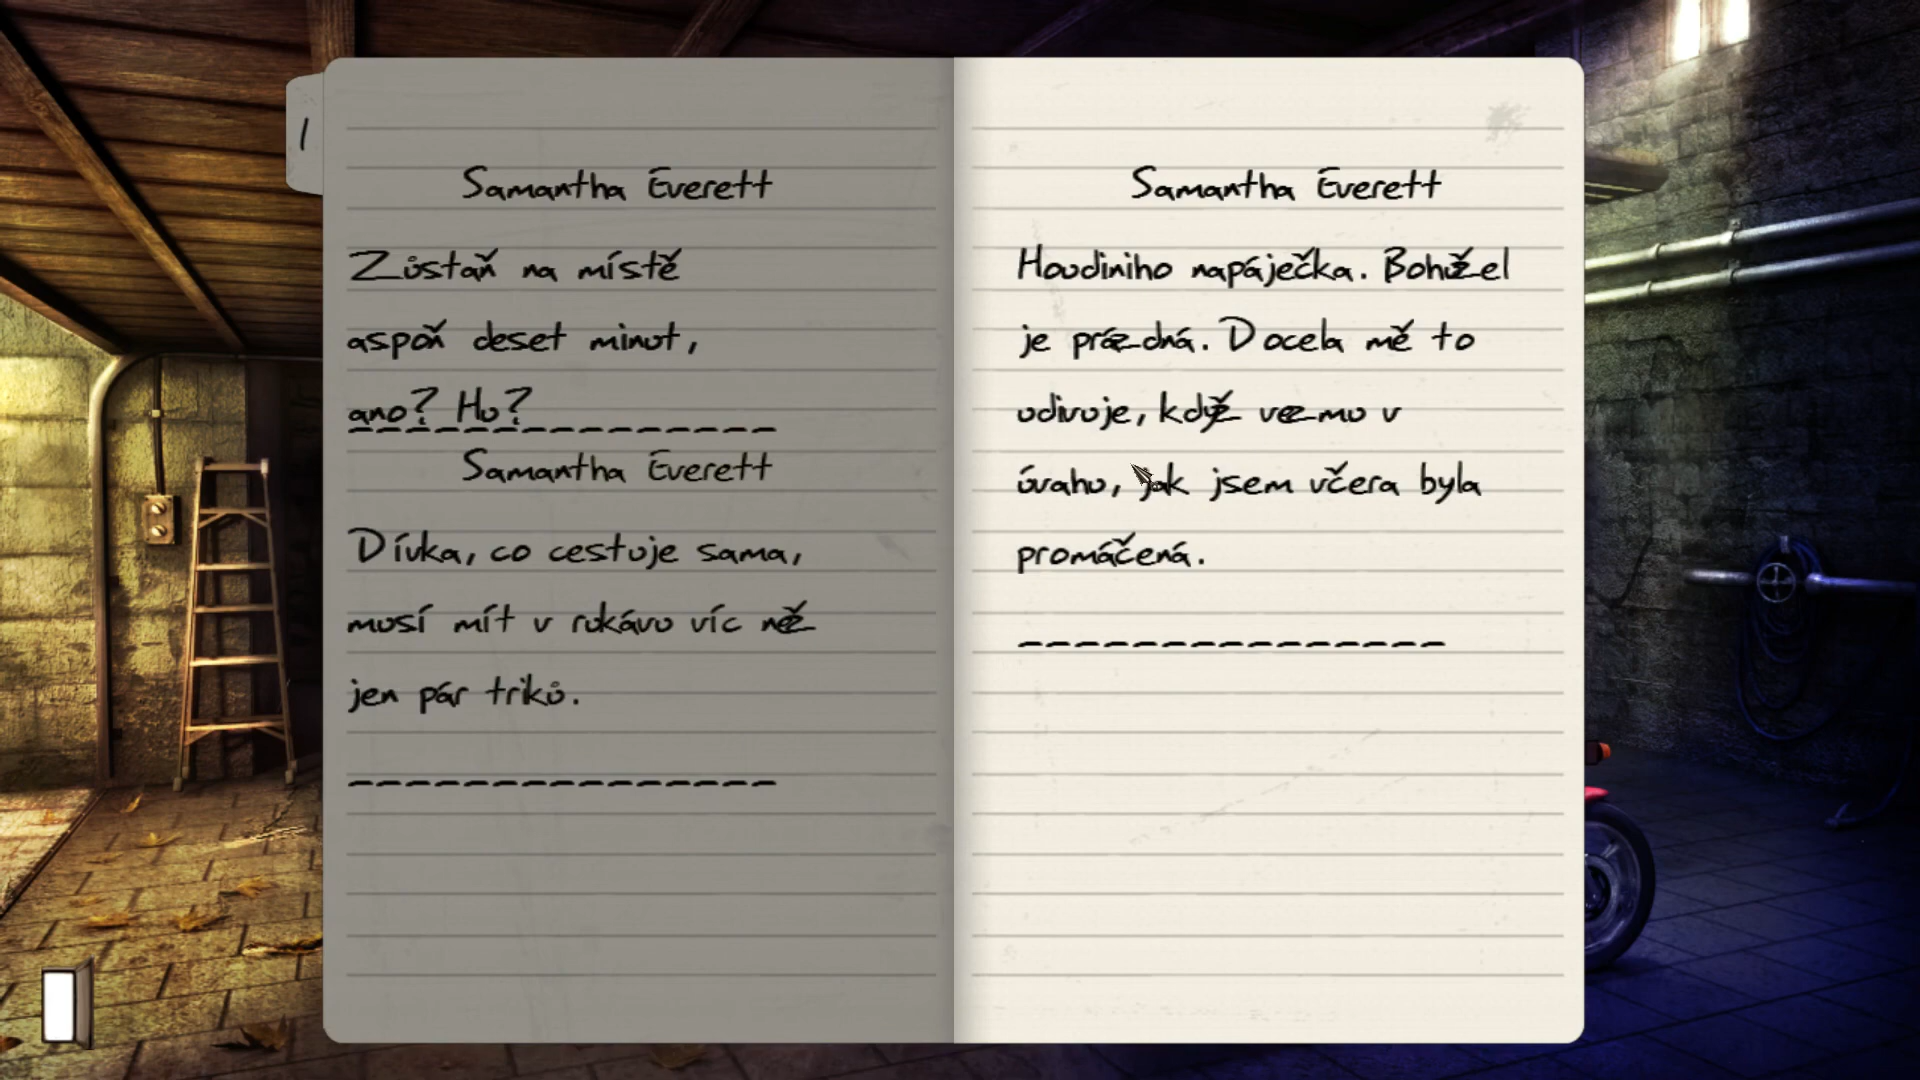 1
Samantha Everett
Zůstaň na místě
aspoň deset minut,
ano? Hu?
Samantha Everett
Dívka, co cestuje sama,
musí mít v rukávu víc než
jen pár triků.
Samantha Everett
Houdiniho napáječka. Bohužel
je prázdná. Docela mě to
udivuje, když vezmu v
úvahu, jak jsem včera byla
promáčená.